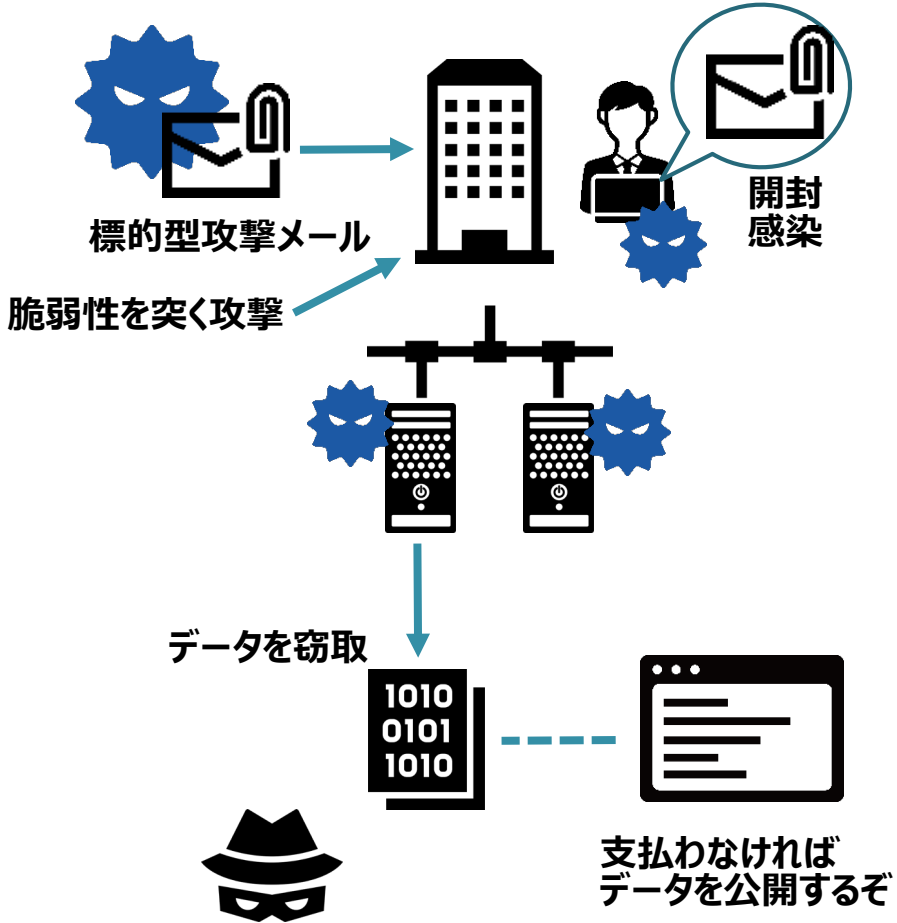 開封
感染
標的型攻撃メール
脆弱性を突く攻撃
データを窃取
1010
0101
1010
支払わなければ
データを公開するぞ